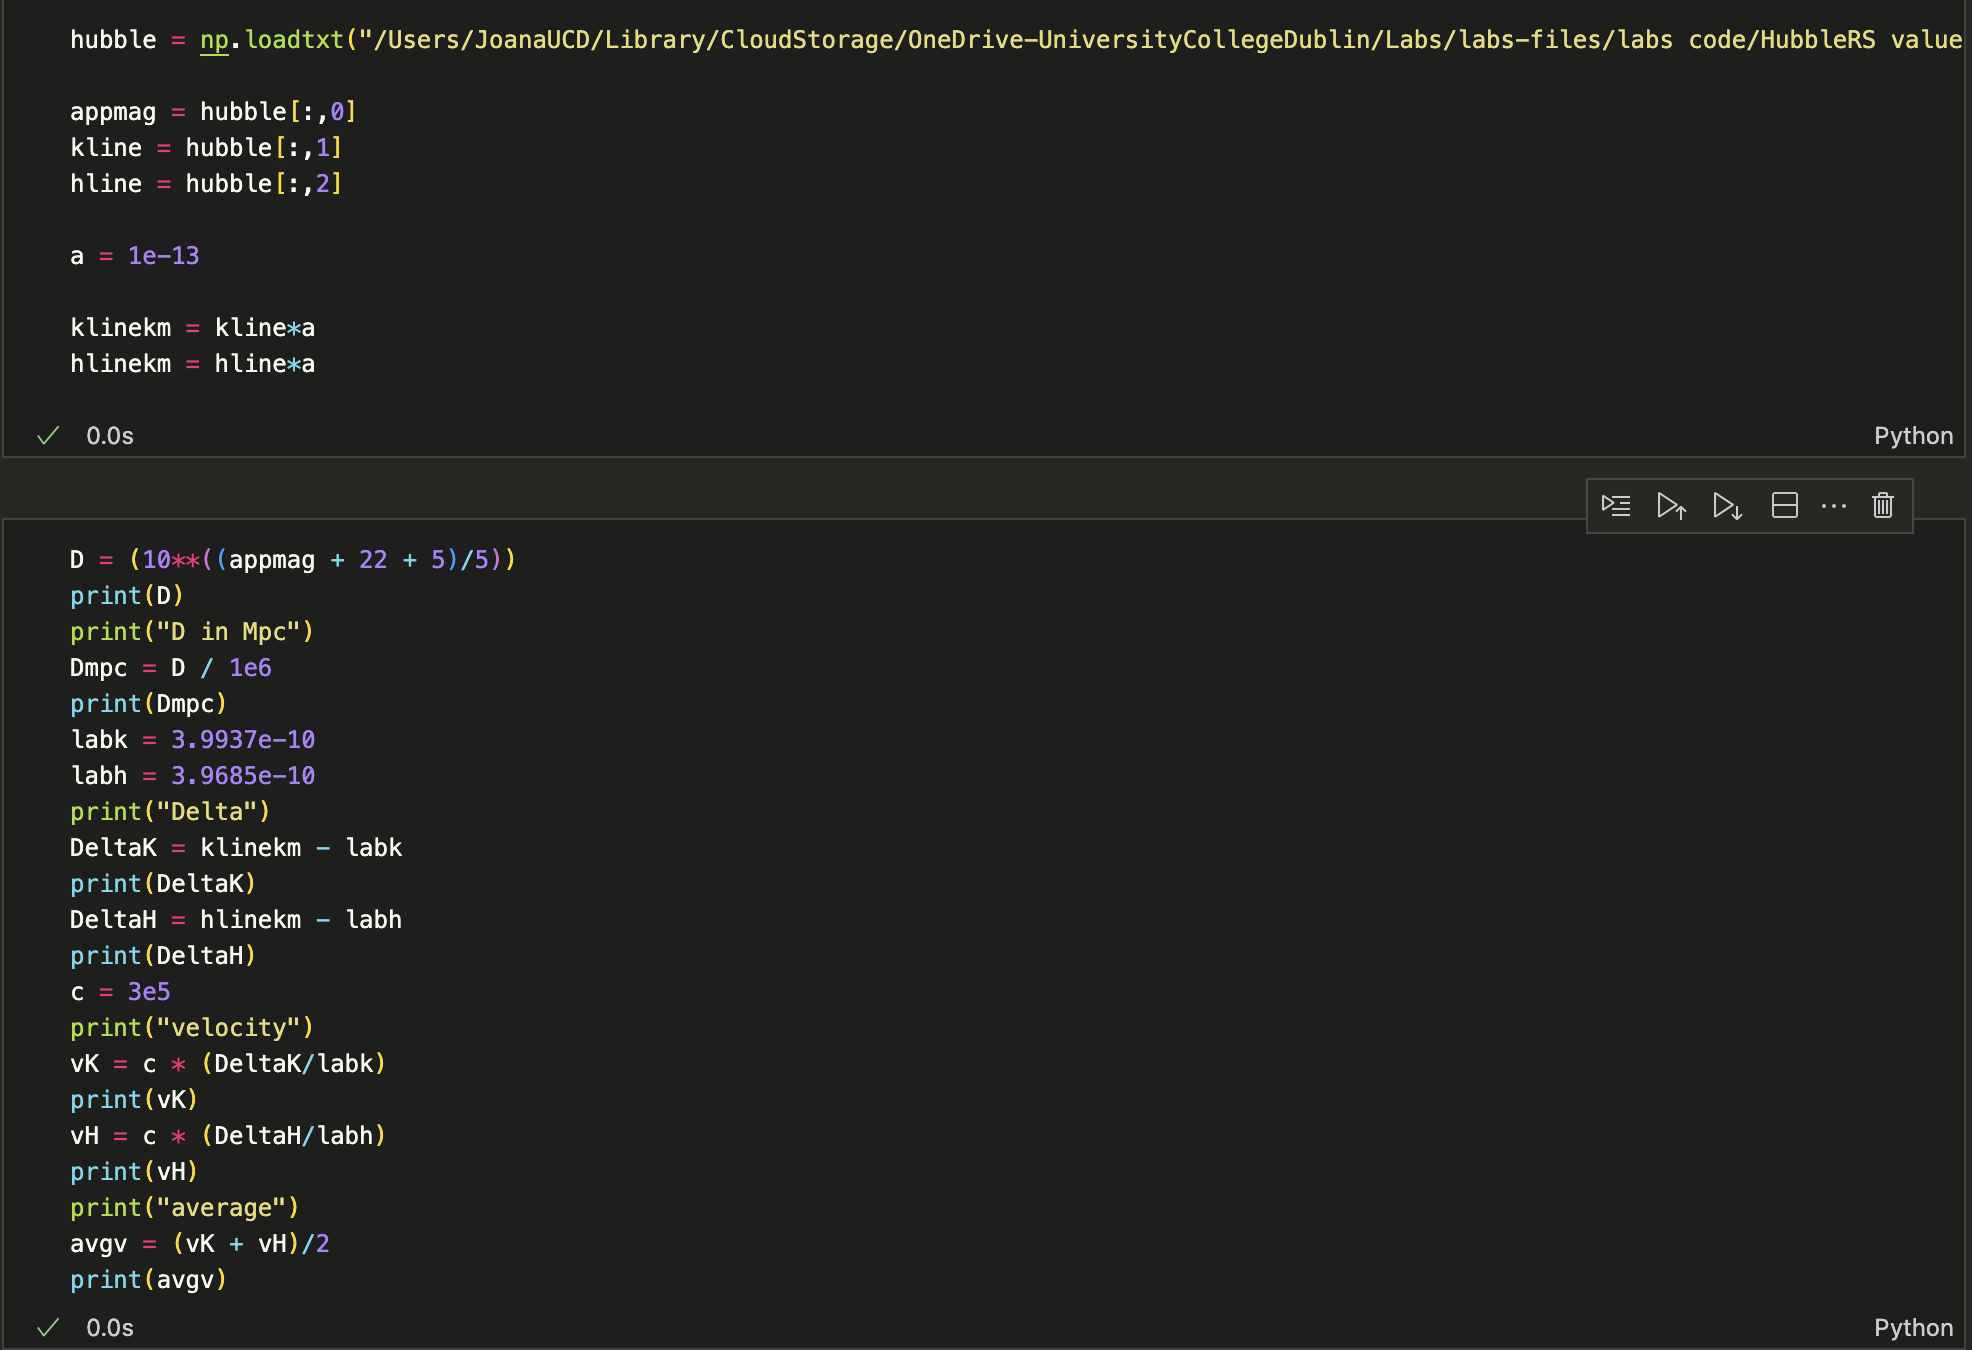 hubble = np.loadtxt("/Users/JoanaUCD/Library/CloudStorage/OneDrive-UniversityCollegeDublin/Labs/labs-files/labs code/HubbleRS value
appmag = hubble[:,0]
kline = hubble[:,1]
hline = hubble[:,2]
a = 1e-13
klinekm = kline*a
hlinekm = hline*a
0.0s
Python
D = (10**((appmag + 22 + 5)/5))
print(D)
print("D in Mpc")
Dmpc = D / 1e6
print(Dmpc)
labk = 3.9937e-10
labh = 3.9685e-10
print("Delta")
DeltaK = klinekm - labk
print(DeltaK)
DeltaH = hlinekm - labh
print(DeltaH)
c = 3e5
print("velocity")
vK = c * (DeltaK/labk)
print(vK)
vH = c * (DeltaH/labh)
print(vH)
print("average")
avgv = (vK + vH)/2
print(avgv)
0.0s
Python